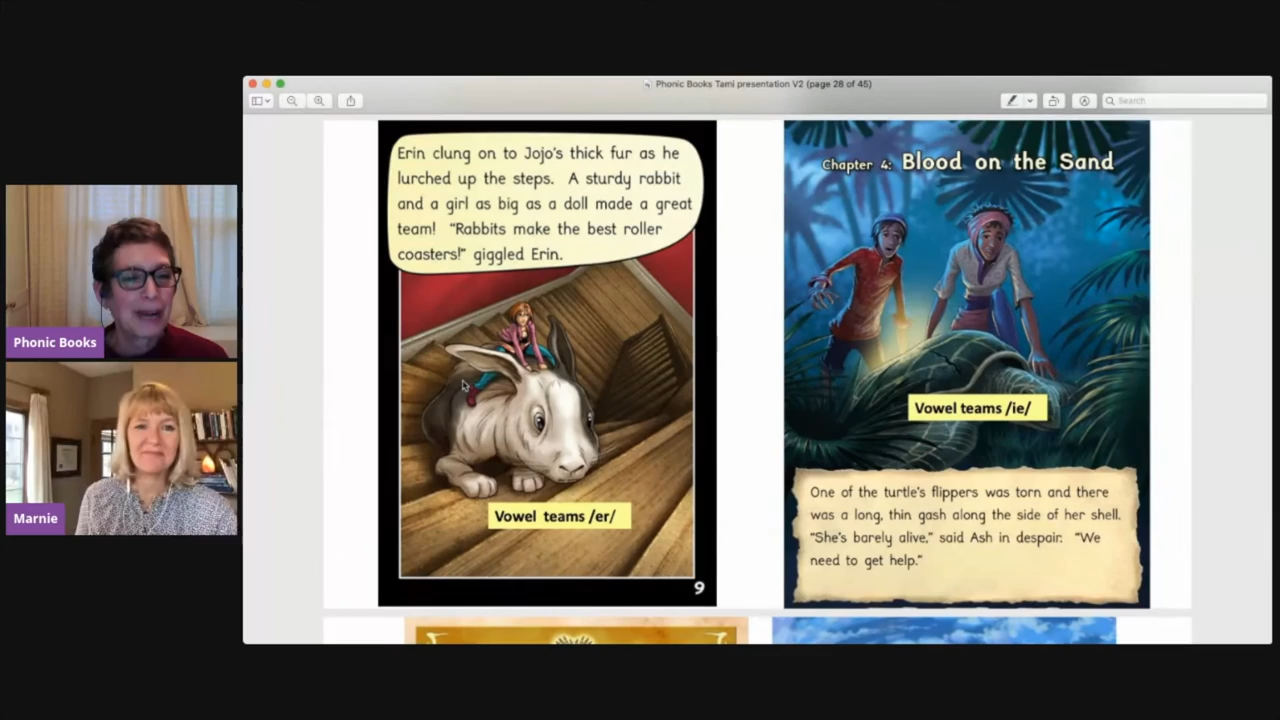 Phonic Books Tami presentation V2 (page 28 of 45)
Search
Erin clung on to Jojo's thick fur as he
lurched up the steps. A sturdy rabbit
and a girl as big as a doll made a great
team! "Rabbits make the best roller
coasters!" giggled Erin.
Vowel teams /er/
9
Chapter 4: Blood on the Sand
Vowel teams /ie/
One of the turtle's flippers was torn and there
was a long, thin gash along the side of her shell.
"She's barely alive," said Ash in despair. "We
need to get help."
Phonic Books
Marnie